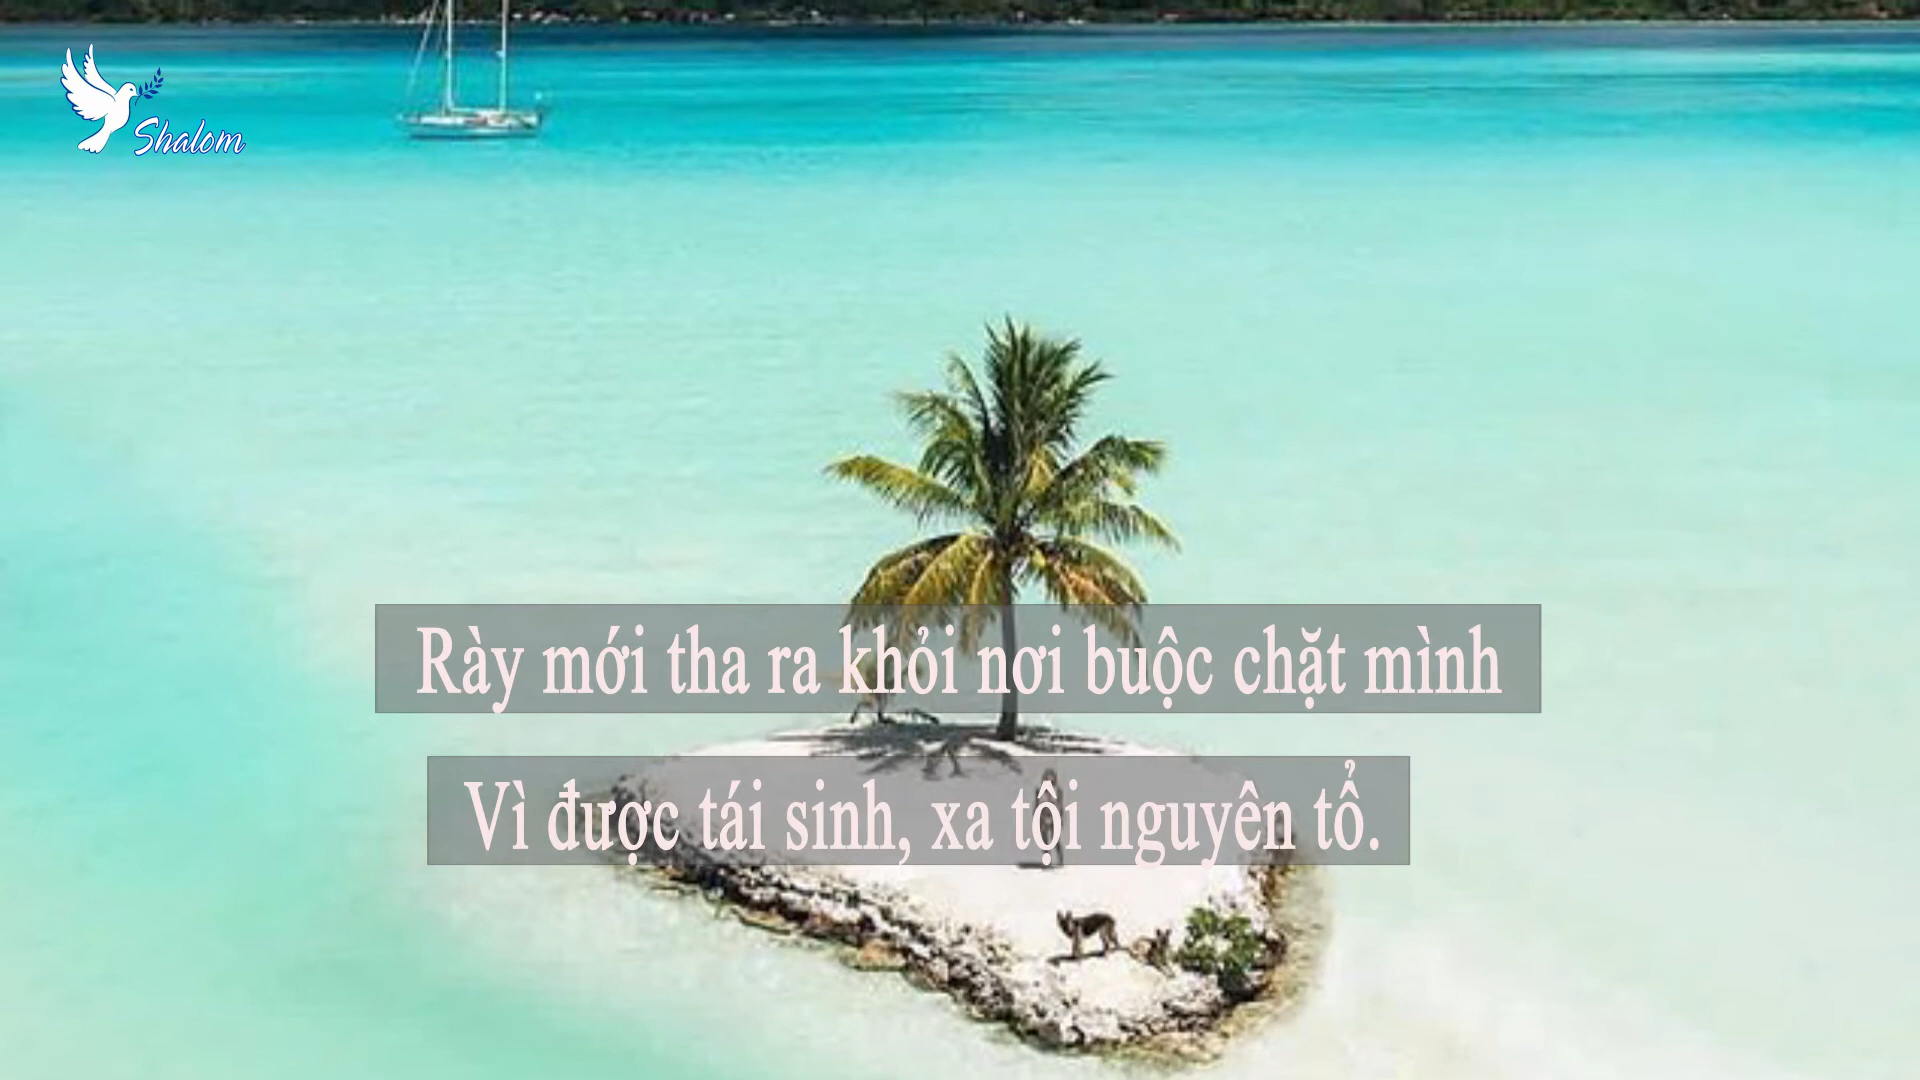 Shalom
Rày mới tha ra khỏi nơi buộc chặt mình
Vì được tái sinh, xa tội nguyên tổ.